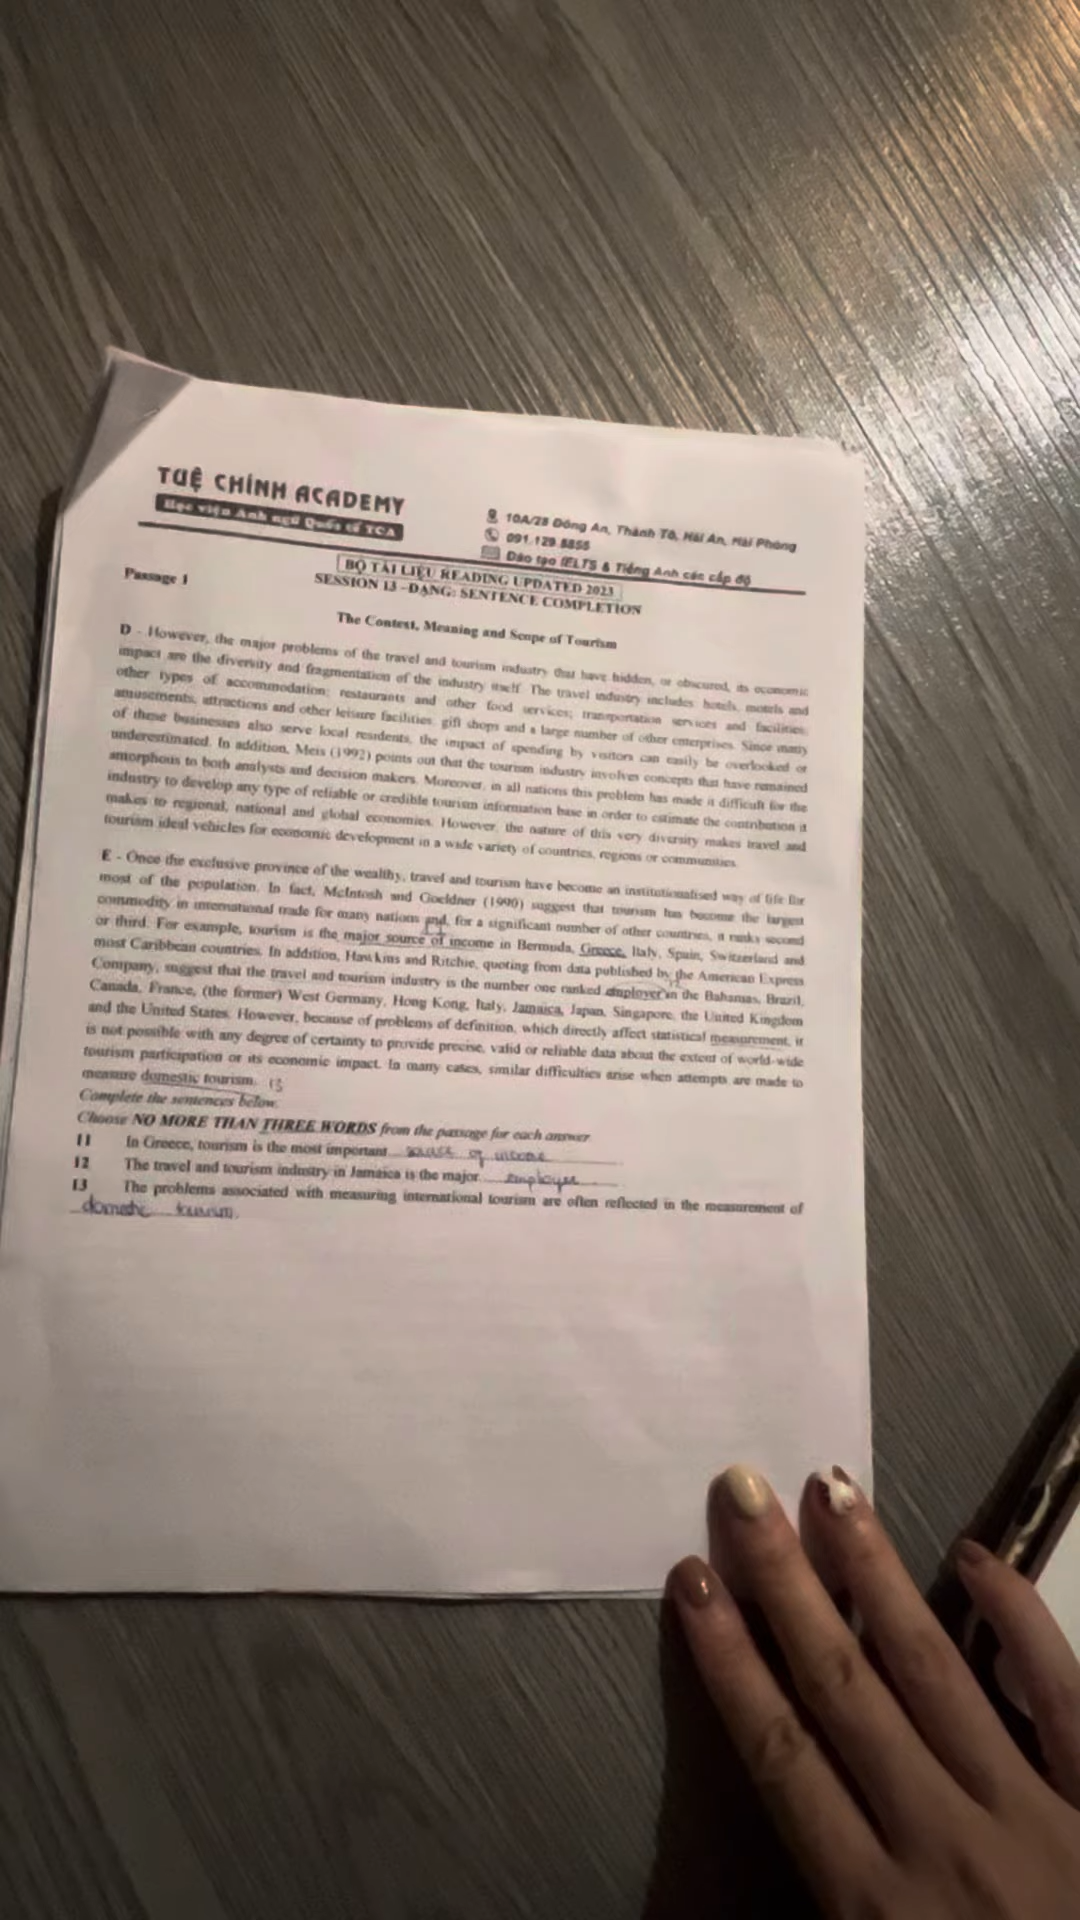 TUỆ CHÍNH ACADEMY
Học viện Anh ngữ Quốc tế TCA
10A/28 Đông An, Thành Tô, Hải An, Hải Phòng
091.129.8855
Đào tạo IELTS & Tiếng Anh các cấp độ
BỘ TÀI LIỆU READING UPDATED 2023
SESSION 13 –DẠNG: SENTENCE COMPLETION
Passage 1
The Context, Meaning and Scope of Tourism
D - However, the major problems of the travel and tourism industry that have hidden, or obscured, its economic
impact are the diversity and fragmentation of the industry itself. The travel industry includes: hotels, motels and
other types of accommodation; restaurants and other food services; transportation services and facilities;
amusements, attractions and other leisure facilities; gift shops and a large number of other enterprises. Since many
of these businesses also serve local residents, the impact of spending by visitors can easily be overlooked or
underestimated. In addition, Meis (1992) points out that the tourism industry involves concepts that have remained
amorphous to both analysts and decision makers. Moreover, in all nations this problem has made it difficult for the
industry to develop any type of reliable or credible tourism information base in order to estimate the contribution it
makes to regional, national and global economies. However, the nature of this very diversity makes travel and
tourism ideal vehicles for economic development in a wide variety of countries, regions or communities.
E - Once the exclusive province of the wealthy, travel and tourism have become an institutionalised way of life for
most of the population. In fact, McIntosh and Goeldner (1990) suggest that tourism has become the largest
commodity in international trade for many nations and, for a significant number of other countries, it ranks second
or third. For example, tourism is the major source of income in Bermuda, Greece, Italy, Spain, Switzerland and
most Caribbean countries. In addition, Hawkins and Ritchie, quoting from data published by the American Express
Company, suggest that the travel and tourism industry is the number one ranked employer in the Bahamas, Brazil,
Canada, France, (the former) West Germany, Hong Kong, Italy, Jamaica, Japan, Singapore, the United Kingdom
and the United States. However, because of problems of definition, which directly affect statistical measurement, it
is not possible with any degree of certainty to provide precise, valid or reliable data about the extent of world-wide
tourism participation or its economic impact. In many cases, similar difficulties arise when attempts are made to
measure domestic tourism. 13
Complete the sentences below.
Choose NO MORE THAN THREE WORDS from the passage for each answer.
11 In Greece, tourism is the most important source of income
12 The travel and tourism industry in Jamaica is the major employer
13 The problems associated with measuring international tourism are often reflected in the measurement of
domestic tourism.